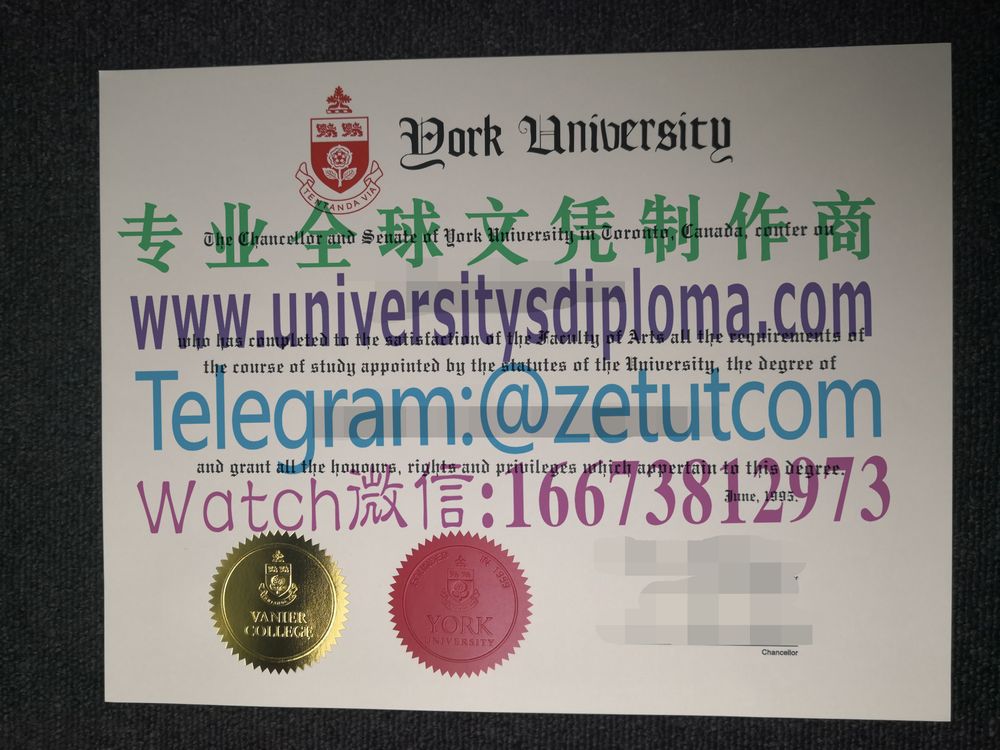 York University
TENTANDA VIA
专业全球文凭制作商
The Chancellor and Senate of York University in Toronto, Canada, confer on
www.universitysdiploma.com
who has completed to the satisfaction of the Faculty of Arts all the requirements of
the course of study appointed by the statutes of the University, the degree of
Telegram:@zetutcom
and grant all the honours, rights and privileges which appertain to this degree.
June, 1995.
Watch微信:16673812973
VANIER
COLLEGE
FOUNDED IN 1959
YORK
UNIVERSITY
Chancellor